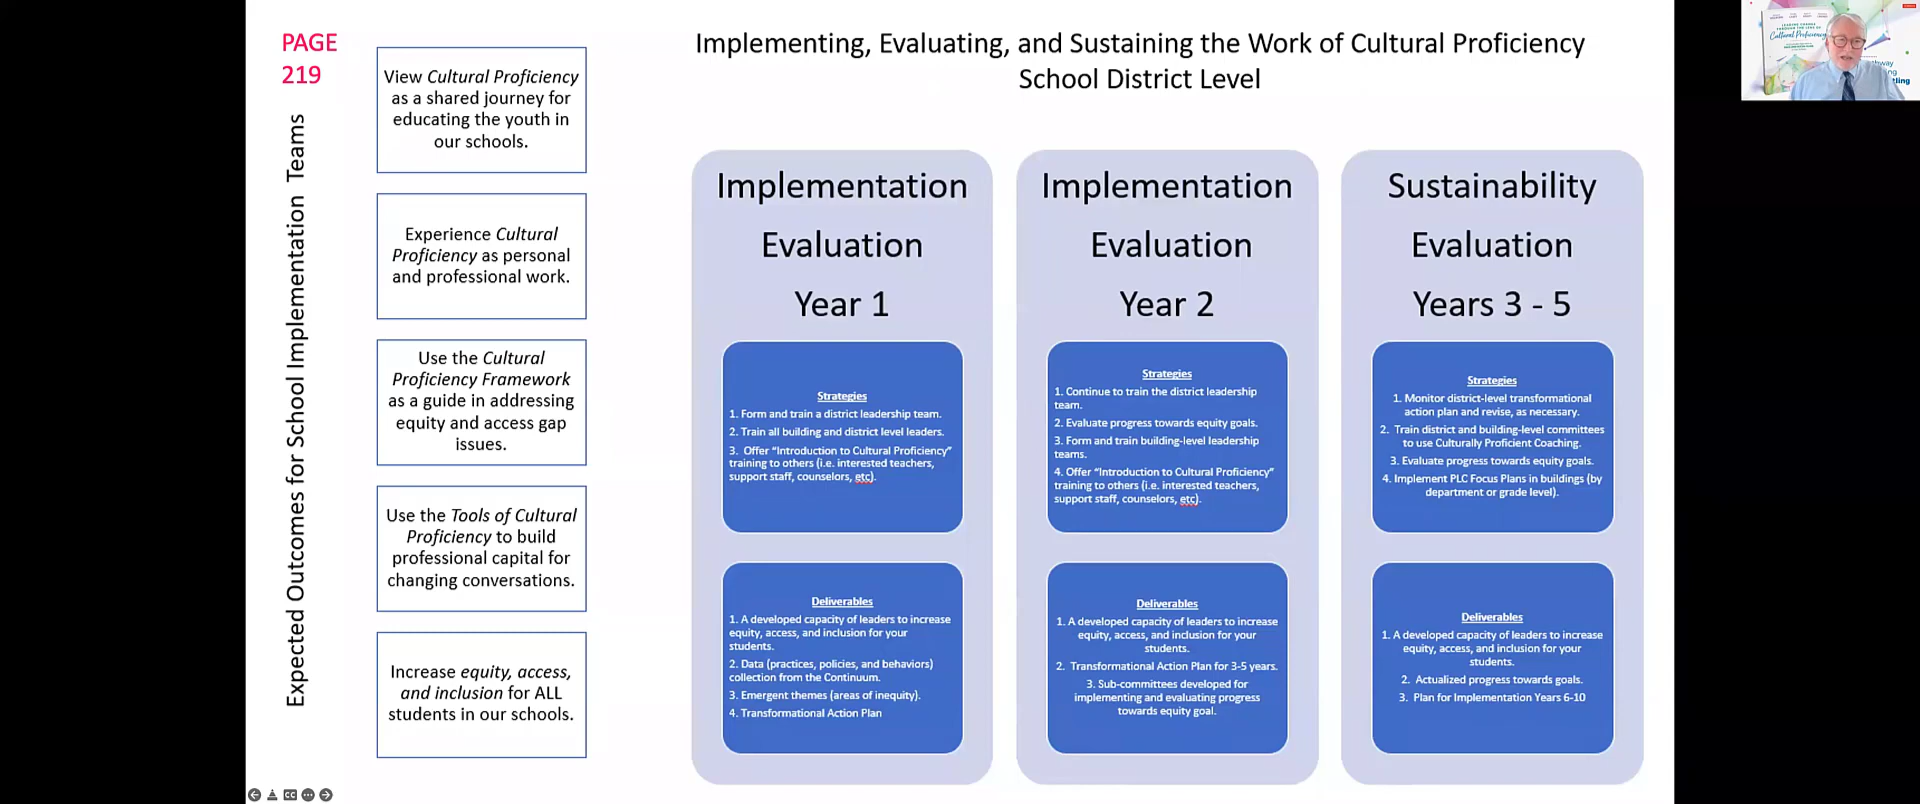 PAGE
219
Expected Outcomes for School Implementation Teams
View Cultural Proficiency
as a shared journey for
educating the youth in
our schools.
Experience Cultural
Proficiency as personal
and professional work.
Use the Cultural
Proficiency Framework
as a guide in addressing
equity and access gap
issues.
Use the Tools of Cultural
Proficiency to build
professional capital for
changing conversations.
Increase equity, access,
and inclusion for ALL
students in our schools.
Implementing, Evaluating, and Sustaining the Work of Cultural Proficiency
School District Level
Implementation
Evaluation
Year 1
Strategies
1. Form and train a district leadership team.
2. Train all building and district level leaders.
3. Offer “Introduction to Cultural Proficiency”
training to others (i.e. interested teachers,
support staff, counselors, etc).
Deliverables
1. A developed capacity of leaders to increase
equity, access, and inclusion for your
students.
2. Data (practices, policies, and behaviors)
collection from the Continuum.
3. Emergent themes (areas of inequity).
4. Transformational Action Plan
Implementation
Evaluation
Year 2
Strategies
1. Continue to train the district leadership
team.
2. Evaluate progress towards equity goals.
3. Form and train building-level leadership
teams.
4. Offer “Introduction to Cultural Proficiency”
training to others (i.e. interested teachers,
support staff, counselors, etc).
Deliverables
1. A developed capacity of leaders to increase
equity, access, and inclusion for your
students.
2. Transformational Action Plan for 3-5 years.
3. Sub-committees developed for
implementing and evaluating progress
towards equity goal.
Sustainability
Evaluation
Years 3 - 5
Strategies
1. Monitor district-level transformational
action plan and revise, as necessary.
2. Train district and building-level committees
to use Culturally Proficient Coaching.
3. Evaluate progress towards equity goals.
4. Implement PLC Focus Plans in buildings (by
department or grade level).
Deliverables
1. A developed capacity of leaders to increase
equity, access, and inclusion for your
students.
2. Actualized progress towards goals.
3. Plan for Implementation Years 6-10
Cultural Proficiency